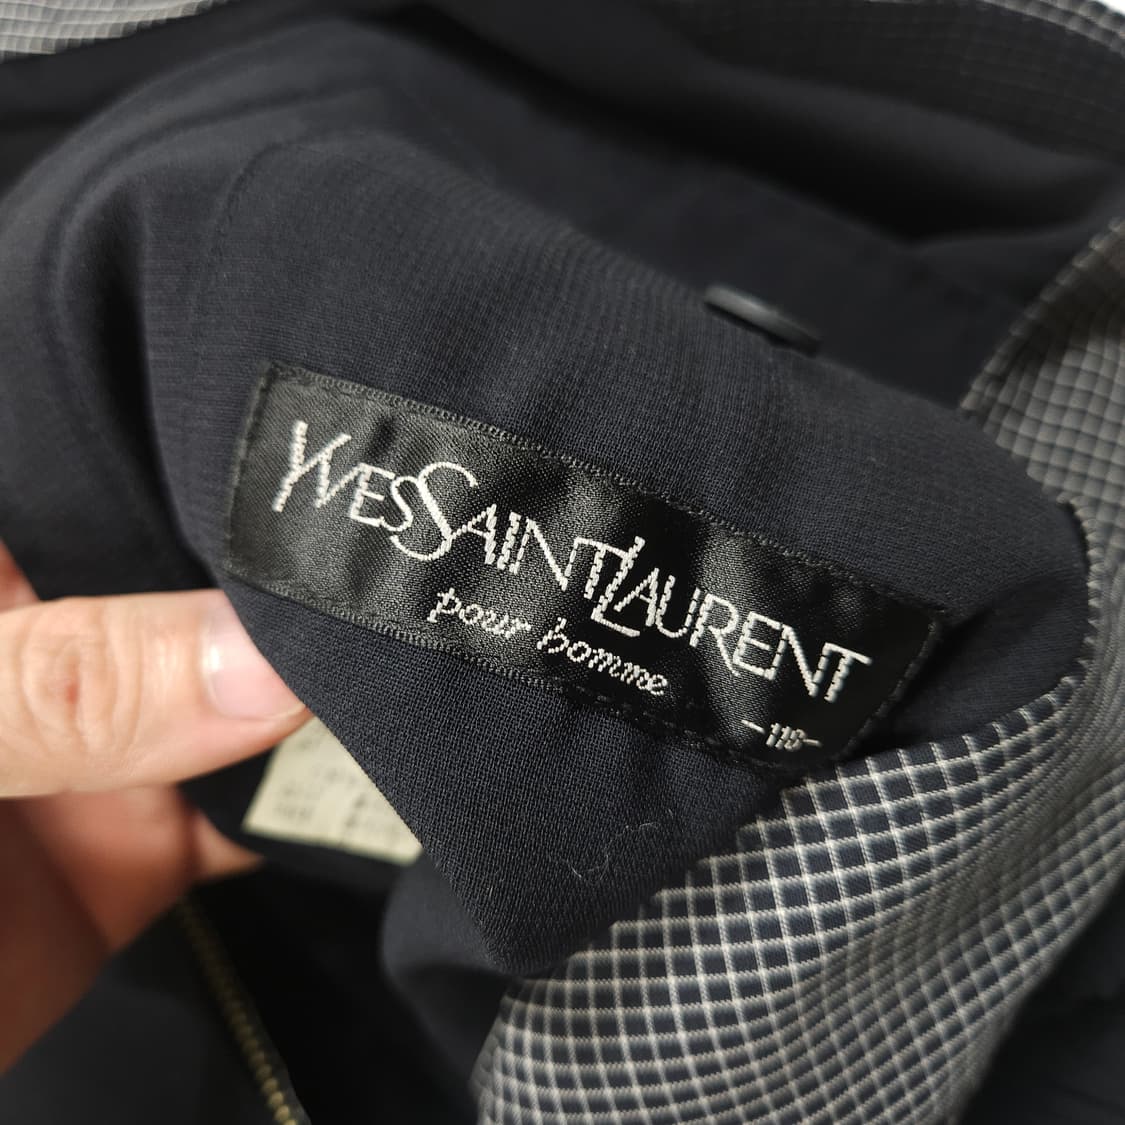 YVES SAINT LAURENT
pour homme
-118-